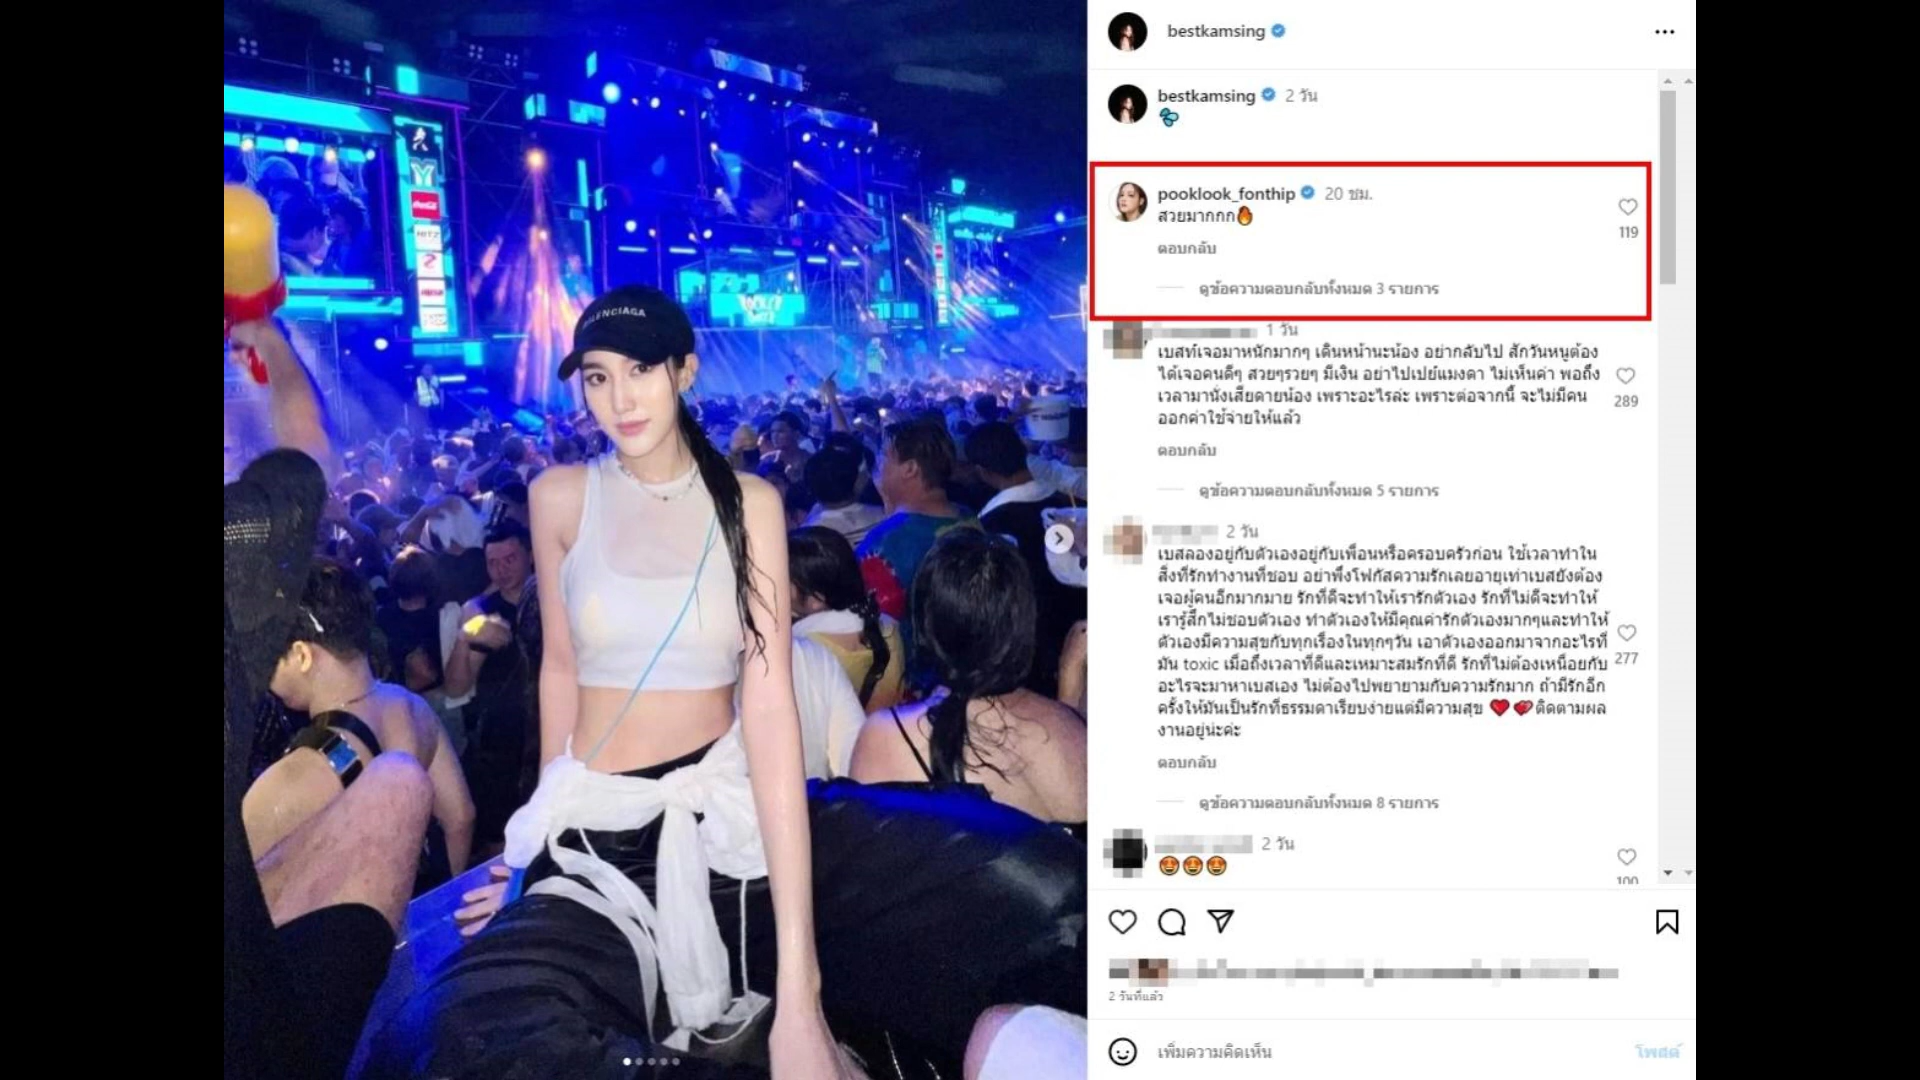 BALENCIAGA
Coca-Cola
bestkamsing
bestkamsing 2 วัน
pooklook_fonthip 20 ชม.
สวยมากกก🔥
119
ตอบกลับ
ดูข้อความตอบกลับทั้งหมด 3 รายการ
1 วัน
เบสท์เจอมาหนักมากๆ เดินหน้านะน้อง อย่ากลับไป สักวันหนูต้อง
ได้เจอคนดีๆ สวยๆรวยๆ มีเงิน อย่าไปเปย์แมงดา ไม่เห็นค่า พอถึง
เวลามานั่งเสียดายน้อง เพราะอะไรล่ะ เพราะต่อจากนี้ จะไม่มีคน
ออกค่าใช้จ่ายให้แล้ว
289
ตอบกลับ
ดูข้อความตอบกลับทั้งหมด 5 รายการ
2 วัน
เบสลองอยู่กับตัวเองอยู่กับเพื่อนหรือครอบครัวก่อน ใช้เวลาทำใน
สิ่งที่รักทำงานที่ชอบ อย่าพึ่งโฟกัสความรักเลยอายุเท่าเบสยังต้อง
เจอผู้คนอีกมากมาย รักที่ดีจะทำให้เรารักตัวเอง รักที่ไม่ดีจะทำให้
เรารู้สึกไม่ชอบตัวเอง ทำตัวเองให้มีคุณค่ารักตัวเองมากๆและทำให้
ตัวเองมีความสุขกับทุกเรื่องในทุกๆวัน เอาตัวเองออกมาจากอะไรที่
มัน toxic เมื่อถึงเวลาที่ดีและเหมาะสมรักที่ดี รักที่ไม่ต้องเหนื่อยกับ
อะไรจะมาหาเบสเอง ไม่ต้องไปพยายามกับความรักมาก ถ้ามีรักอีก
ครั้งให้มันเป็นรักที่ธรรมดาเรียบง่ายแต่มีความสุข ❤️💕ติดตามผล
งานอยู่น่ะค่ะ
277
ตอบกลับ
ดูข้อความตอบกลับทั้งหมด 8 รายการ
2 วัน
😍😍😍
100
2 วันที่แล้ว
เพิ่มความคิดเห็น
โพสต์